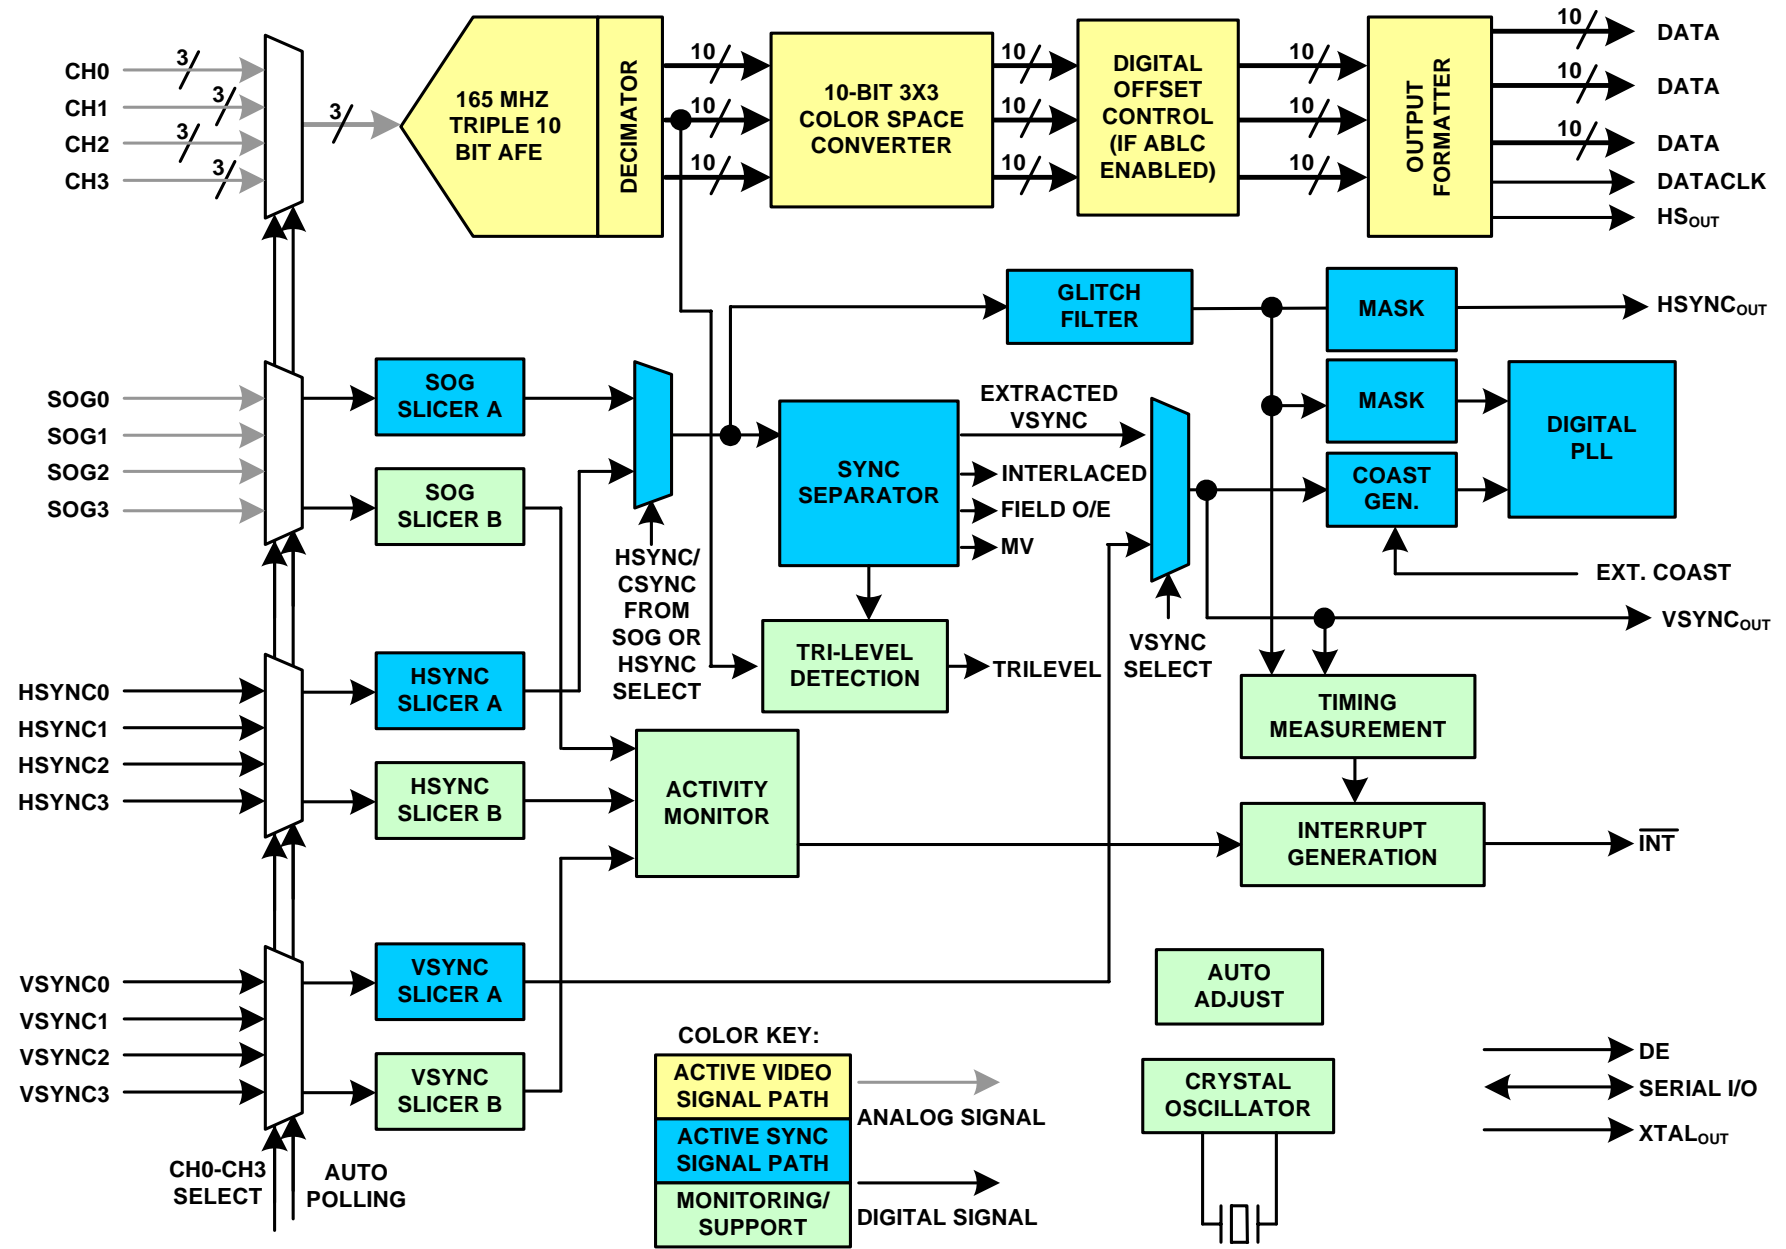 CH0
CH1
CH2
CH3
3
3
3
3
3
165 MHZ
TRIPLE 10
BIT AFE
DECIMATOR
10
10
10
10-BIT 3X3
COLOR SPACE
CONVERTER
10
10
10
DIGITAL
OFFSET
CONTROL
(IF ABLC
ENABLED)
10
10
10
OUTPUT
FORMATTER
10
10
10
DATA
DATA
DATA
DATACLK
HSOUT
GLITCH
FILTER
MASK
HSYNCOUT
SOG0
SOG1
SOG2
SOG3
SOG
SLICER A
SOG
SLICER B
HSYNC/
CSYNC
FROM
SOG OR
HSYNC
SELECT
SYNC
SEPARATOR
EXTRACTED
VSYNC
INTERLACED
FIELD O/E
MV
MASK
COAST
GEN.
DIGITAL
PLL
EXT. COAST
VSYNCOUT
VSYNC
SELECT
TRI-LEVEL
DETECTION
TRILEVEL
HSYNC0
HSYNC1
HSYNC2
HSYNC3
HSYNC
SLICER A
HSYNC
SLICER B
ACTIVITY
MONITOR
TIMING
MEASUREMENT
INTERRUPT
GENERATION
INT
VSYNC0
VSYNC1
VSYNC2
VSYNC3
VSYNC
SLICER A
VSYNC
SLICER B
CH0-CH3
SELECT
AUTO
POLLING
COLOR KEY:
ACTIVE VIDEO
SIGNAL PATH
ACTIVE SYNC
SIGNAL PATH
MONITORING/
SUPPORT
ANALOG SIGNAL
DIGITAL SIGNAL
AUTO
ADJUST
CRYSTAL
OSCILLATOR
DE
SERIAL I/O
XTALOUT